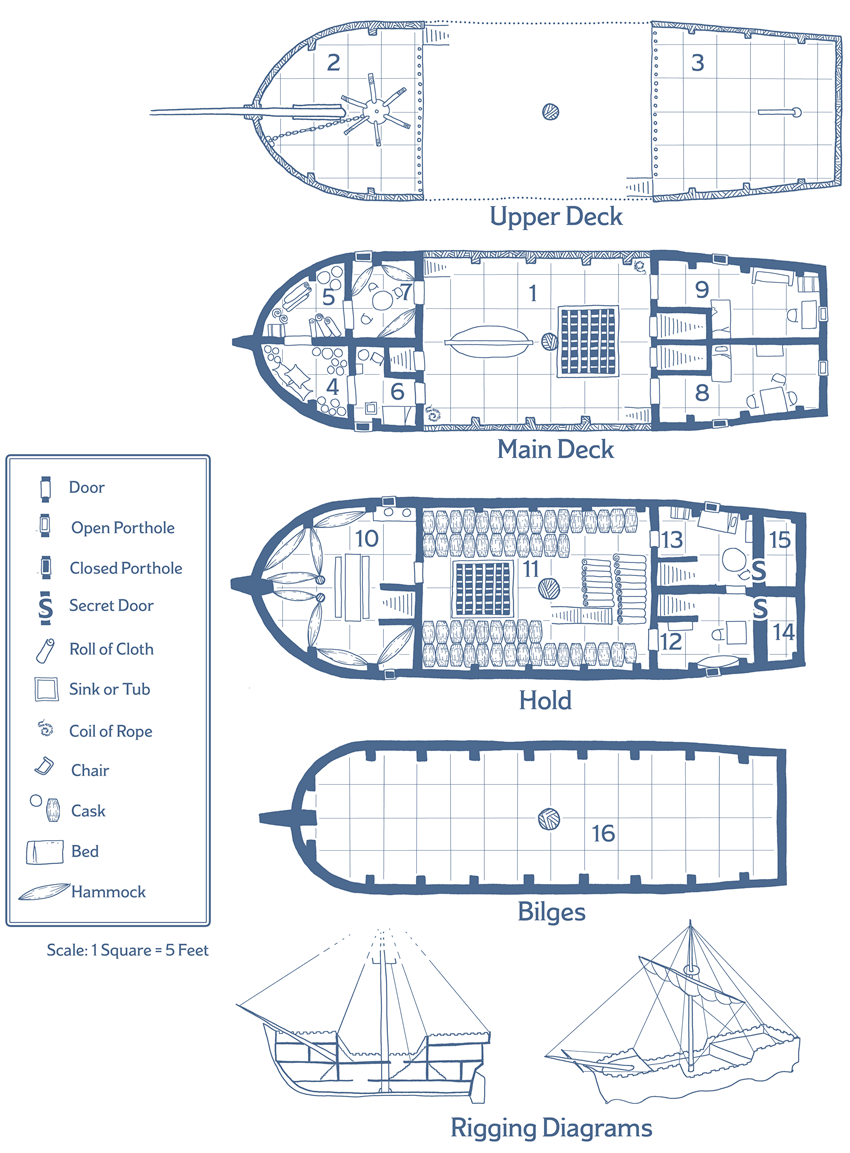 2
3
Upper Deck
5
7
1
9
4
6
8
Main Deck
Door
Open Porthole
Closed Porthole
S Secret Door
Roll of Cloth
Sink or Tub
Coil of Rope
Chair
Cask
Bed
Hammock
Scale: 1 Square = 5 Feet
10
11
13
15
S
S
12
14
Hold
16
Bilges
Rigging Diagrams